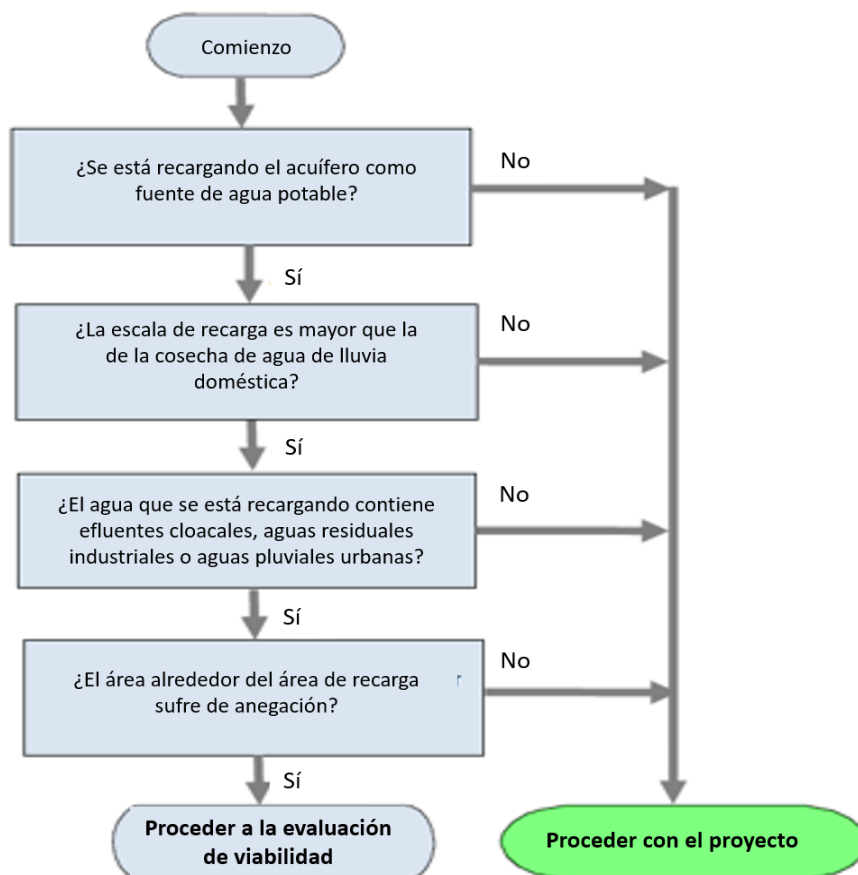 Comienzo
¿Se está recargando el acuífero como
fuente de agua potable?
No
Sí
¿La escala de recarga es mayor que la
de la cosecha de agua de lluvia
doméstica?
No
Sí
¿El agua que se está recargando contiene
efluentes cloacales, aguas residuales
industriales o aguas pluviales urbanas?
No
Sí
¿El área alrededor del área de recarga
sufre de anegación?
No
Sí
Proceder a la evaluación
de viabilidad
Proceder con el proyecto